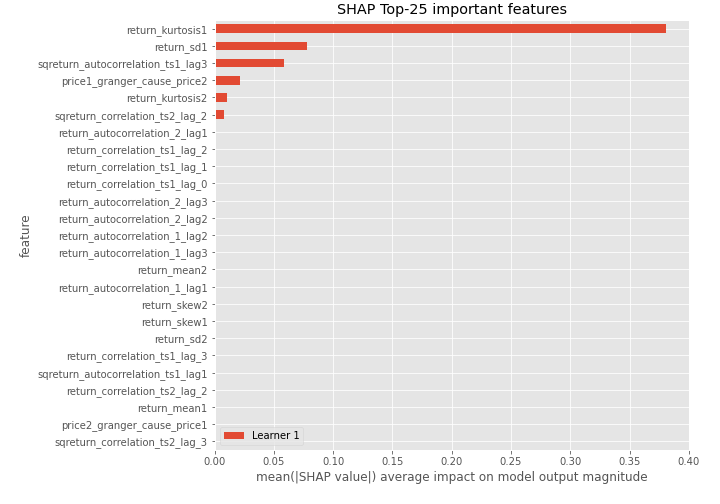 SHAP Top-25 important features
return_kurtosis1
return_sd1
sqreturn_autocorrelation_ts1_lag3
price1_granger_cause_price2
return_kurtosis2
sqreturn_correlation_ts2_lag_2
return_autocorrelation_2_lag1
return_correlation_ts1_lag_2
return_correlation_ts1_lag_1
return_correlation_ts1_lag_0
return_autocorrelation_2_lag3
return_autocorrelation_2_lag2
return_autocorrelation_1_lag2
return_autocorrelation_1_lag3
return_mean2
return_autocorrelation_1_lag1
return_skew2
return_skew1
return_sd2
return_correlation_ts1_lag_3
sqreturn_autocorrelation_ts1_lag1
return_correlation_ts2_lag_2
return_mean1
price2_granger_cause_price1
sqreturn_correlation_ts2_lag_3
feature
Learner 1
0.00 0.05 0.10 0.15 0.20 0.25 0.30 0.35 0.40
mean(|SHAP value|) average impact on model output magnitude